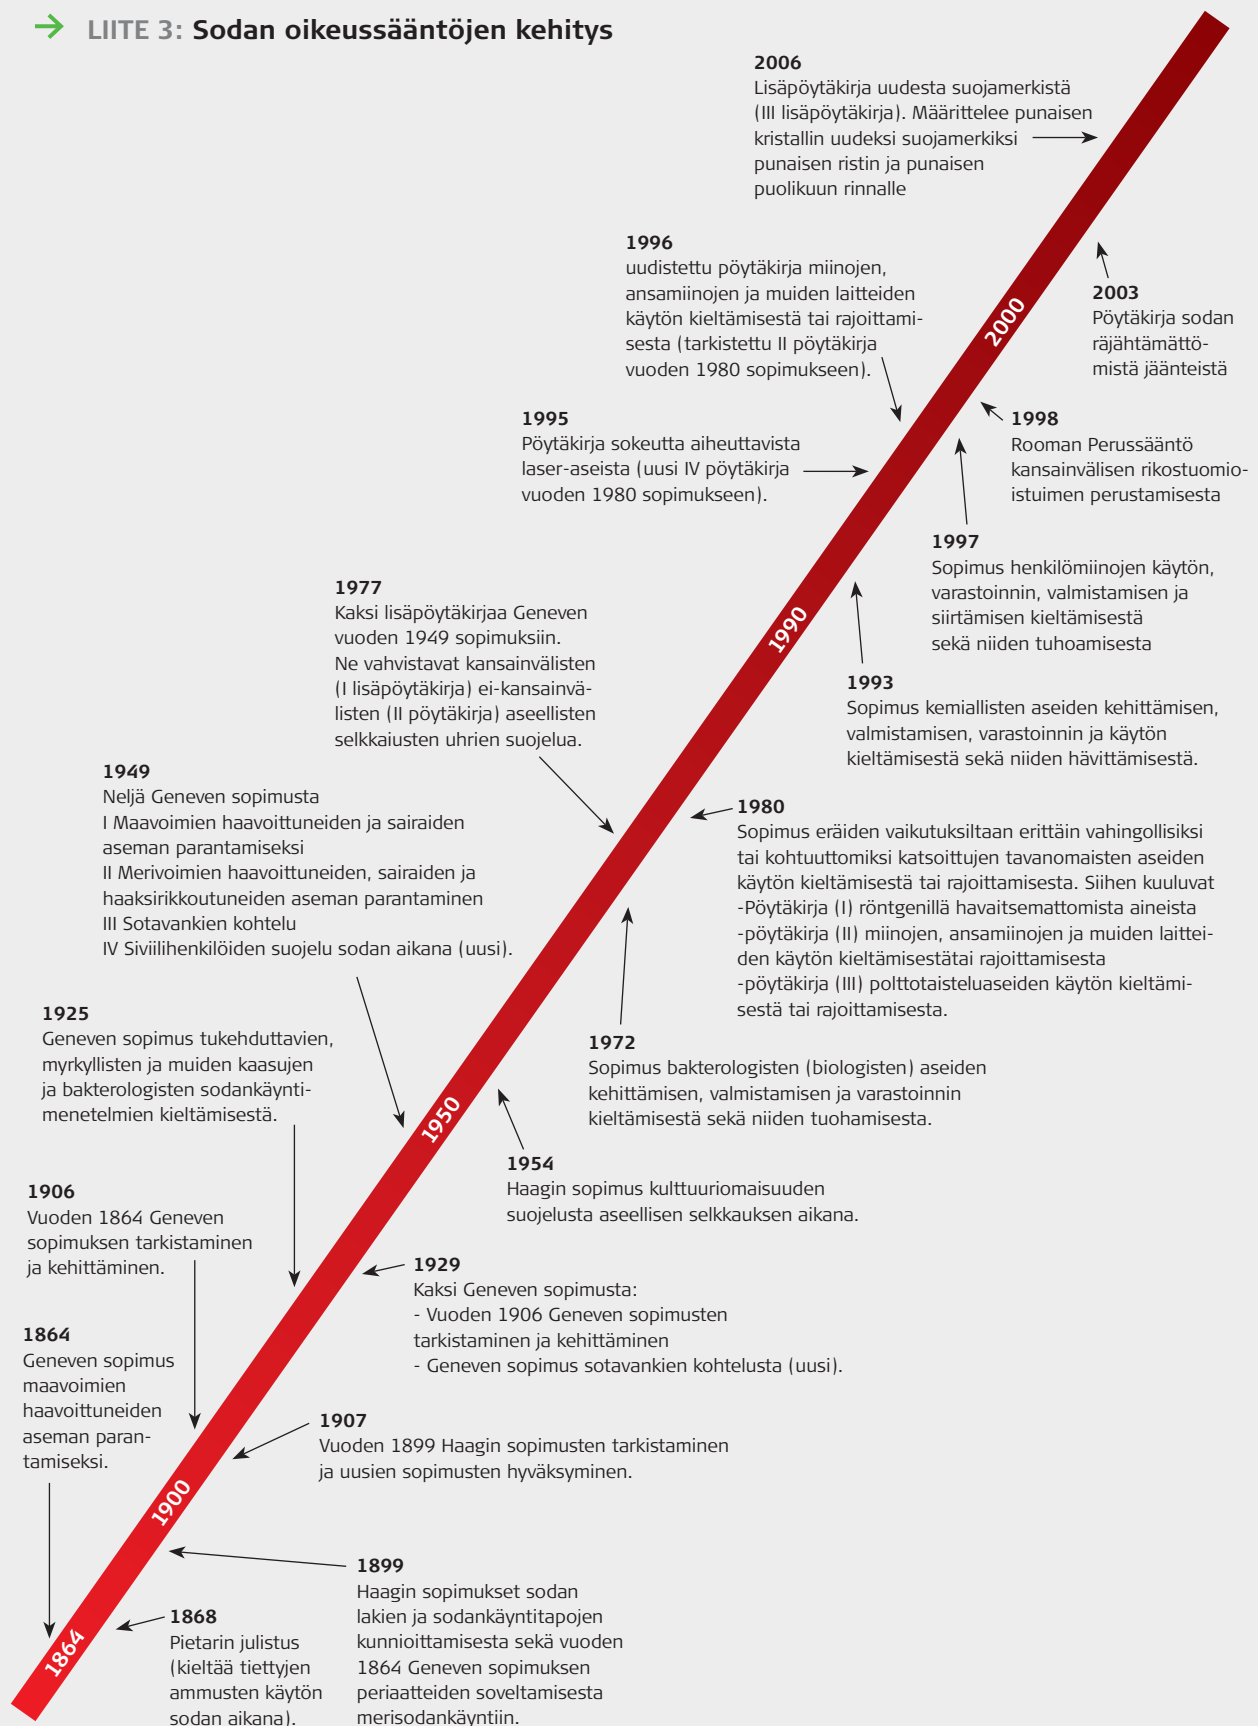 → LIITE 3: Sodan oikeussääntöjen kehitys
2006
Lisäpöytäkirja uudesta suojamerkistä
(III lisäpöytäkirja). Määrittelee punaisen
kristallin uudeksi suojamerkiksi
punaisen ristin ja punaisen
puolikuun rinnalle
1996
uudistettu pöytäkirja miinojen,
ansamiinojen ja muiden laitteiden
käytön kieltämisestä tai rajoittami-
sesta (tarkistettu II pöytäkirja
vuoden 1980 sopimukseen).
2003
Pöytäkirja sodan
räjähtämättö-
mistä jäänteistä
2000
1995
Pöytäkirja sokeutta aiheuttavista
laser-aseista (uusi IV pöytäkirja
vuoden 1980 sopimukseen).
1998
Rooman Perussääntö
kansainvälisen rikostuomio-
istuimen perustamisesta
1997
Sopimus henkilömiinojen käytön,
varastoinnin, valmistamisen ja
siirtämisen kieltämisestä
sekä niiden tuhoamisesta
1977
Kaksi lisäpöytäkirjaa Geneven
vuoden 1949 sopimuksiin.
Ne vahvistavat kansainvälisten
(I lisäpöytäkirja) ei-kansainvä-
listen (II pöytäkirja) aseellisten
selkkaiusten uhrien suojelua.
1990
1993
Sopimus kemiallisten aseiden kehittämisen,
valmistamisen, varastoinnin ja käytön
kieltämisestä sekä niiden hävittämisestä.
1949
Neljä Geneven sopimusta
I Maavoimien haavoittuneiden ja sairaiden
aseman parantamiseksi
II Merivoimien haavoittuneiden, sairaiden ja
haaksirikkoutuneiden aseman parantaminen
III Sotavankien kohtelu
IV Siviilihenkilöiden suojelu sodan aikana (uusi).
1980
Sopimus eräiden vaikutuksiltaan erittäin vahingollisiksi
tai kohtuuttomiksi katsoittujen tavanomaisten aseiden
käytön kieltämisestä tai rajoittamisesta. Siihen kuuluvat
-Pöytäkirja (I) röntgenillä havaitsemattomista aineista
-pöytäkirja (II) miinojen, ansamiinojen ja muiden laittei-
den käytön kieltämisestätai rajoittamisesta
-pöytäkirja (III) polttotaisteluaseiden käytön kieltämi-
sestä tai rajoittamisesta.
1925
Geneven sopimus tukehduttavien,
myrkyllisten ja muiden kaasujen
ja bakterologisten sodankäynti-
menetelmien kieltämisestä.
1972
Sopimus bakterologisten (biologisten) aseiden
kehittämisen, valmistamisen ja varastoinnin
kieltämisestä sekä niiden tuohamisesta.
1950
1954
Haagin sopimus kulttuuriomaisuuden
suojelusta aseellisen selkkauksen aikana.
1906
Vuoden 1864 Geneven
sopimuksen tarkistaminen
ja kehittäminen.
1929
Kaksi Geneven sopimusta:
- Vuoden 1906 Geneven sopimusten
tarkistaminen ja kehittäminen
- Geneven sopimus sotavankien kohtelusta (uusi).
1864
Geneven sopimus
maavoimien
haavoittuneiden
aseman paran-
tamiseksi.
1907
Vuoden 1899 Haagin sopimusten tarkistaminen
ja uusien sopimusten hyväksyminen.
1900
1899
Haagin sopimukset sodan
lakien ja sodankäyntitapojen
kunnioittamisesta sekä vuoden
1864 Geneven sopimuksen
periaatteiden soveltamisesta
merisodankäyntiin.
1868
Pietarin julistus
(kieltää tiettyjen
ammusten käytön
sodan aikana).
1864